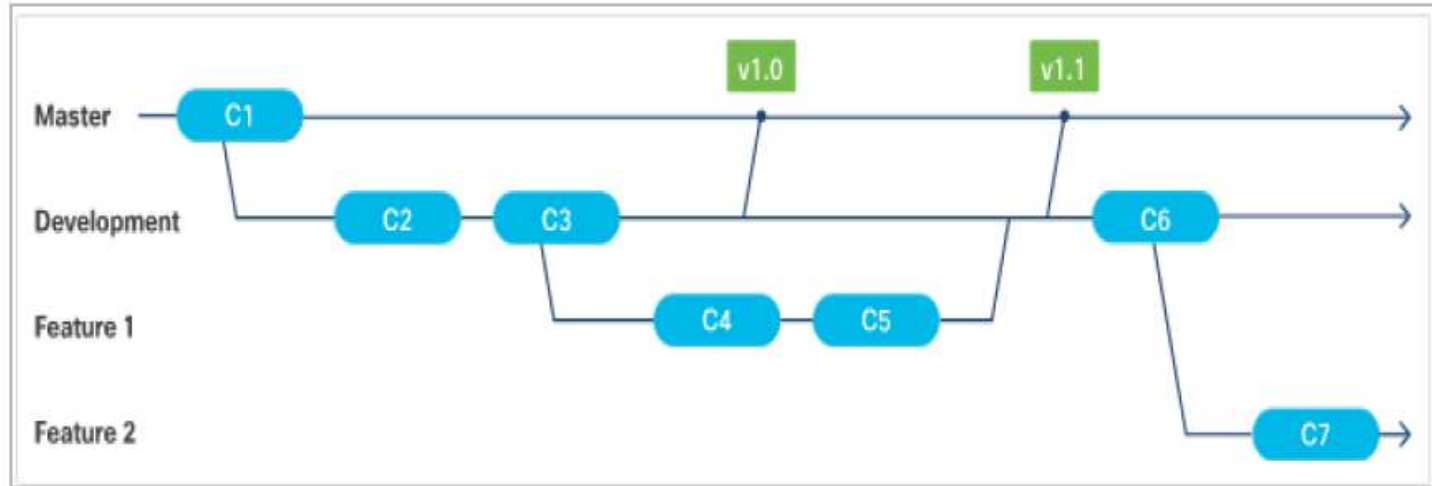 v1.0 v1.1
Master C1
Development C2 C3 C6
Feature 1 C4 C5
Feature 2 C7